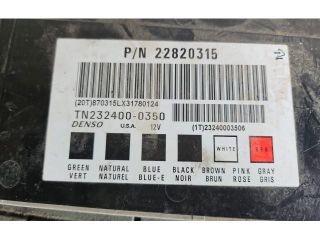 P/N 22820315
(20T)870315LX31780124
TN232400-0350
DENSO U.S.A. 12V
(1T)23240003506
WHITE RED
GREEN NATURAL BLUE BLACK BROWN PINK GRAY
VERT NATUREL BLUE-E NOIR BRUN ROSE GRIS